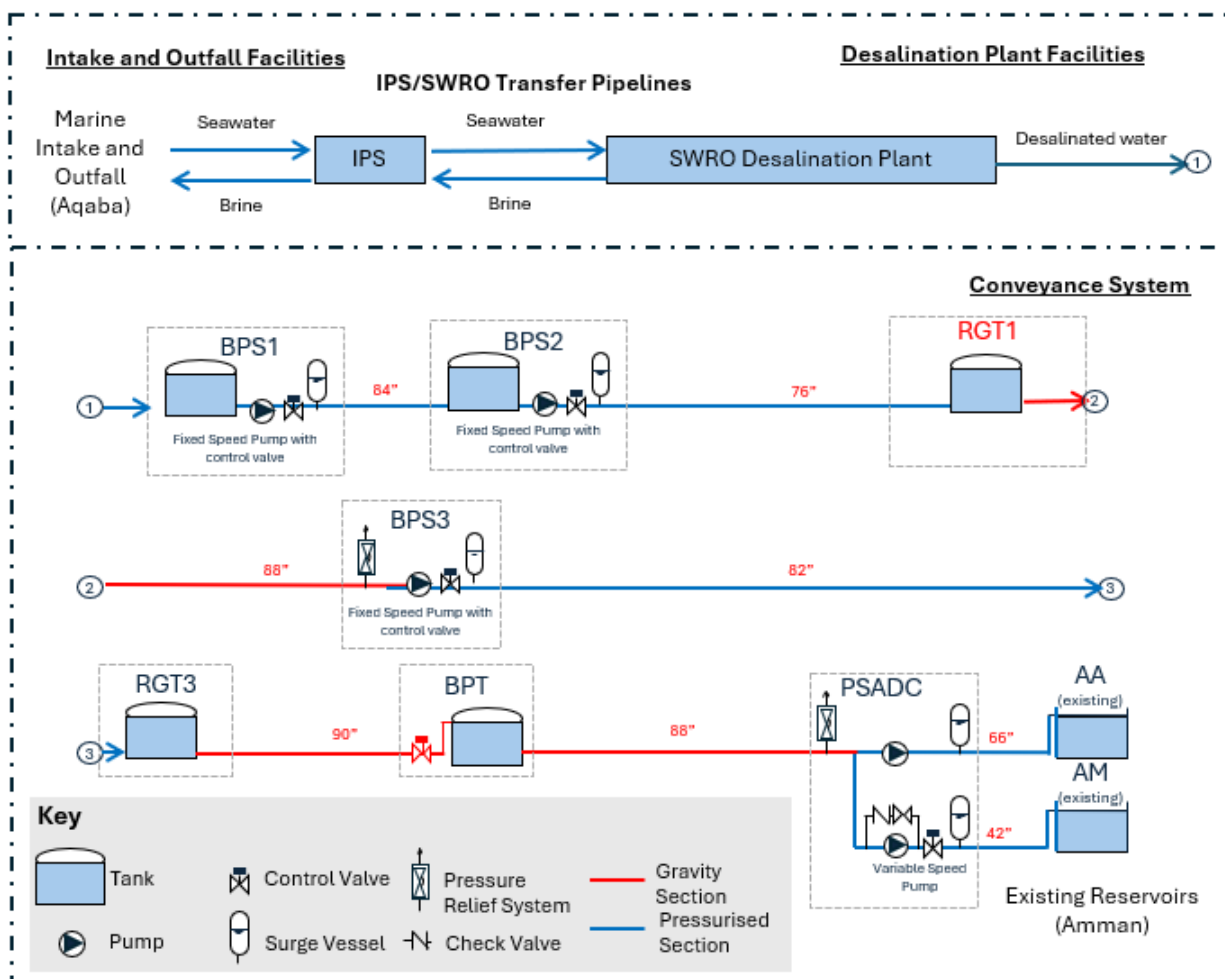 Intake and Outfall Facilities
Desalination Plant Facilities
IPS/SWRO Transfer Pipelines
Marine
Intake and
Outfall
(Aqaba)
Seawater
Brine
IPS
Seawater
Brine
SWRO Desalination Plant
Desalinated water
1
Conveyance System
1
BPS1
Fixed Speed Pump with
control valve
84"
BPS2
Fixed Speed Pump with
control valve
76"
RGT1
2
2
88"
BPS3
Fixed Speed Pump with
control valve
82"
3
3
RGT3
90"
BPT
88"
PSADC
66"
AA
(existing)
42"
AM
(existing)
Variable Speed
Pump
Existing Reservoirs
(Amman)
Key
Tank
Control Valve
Pressure
Relief System
Gravity
Section
Pump
Surge Vessel
Check Valve
Pressurised
Section